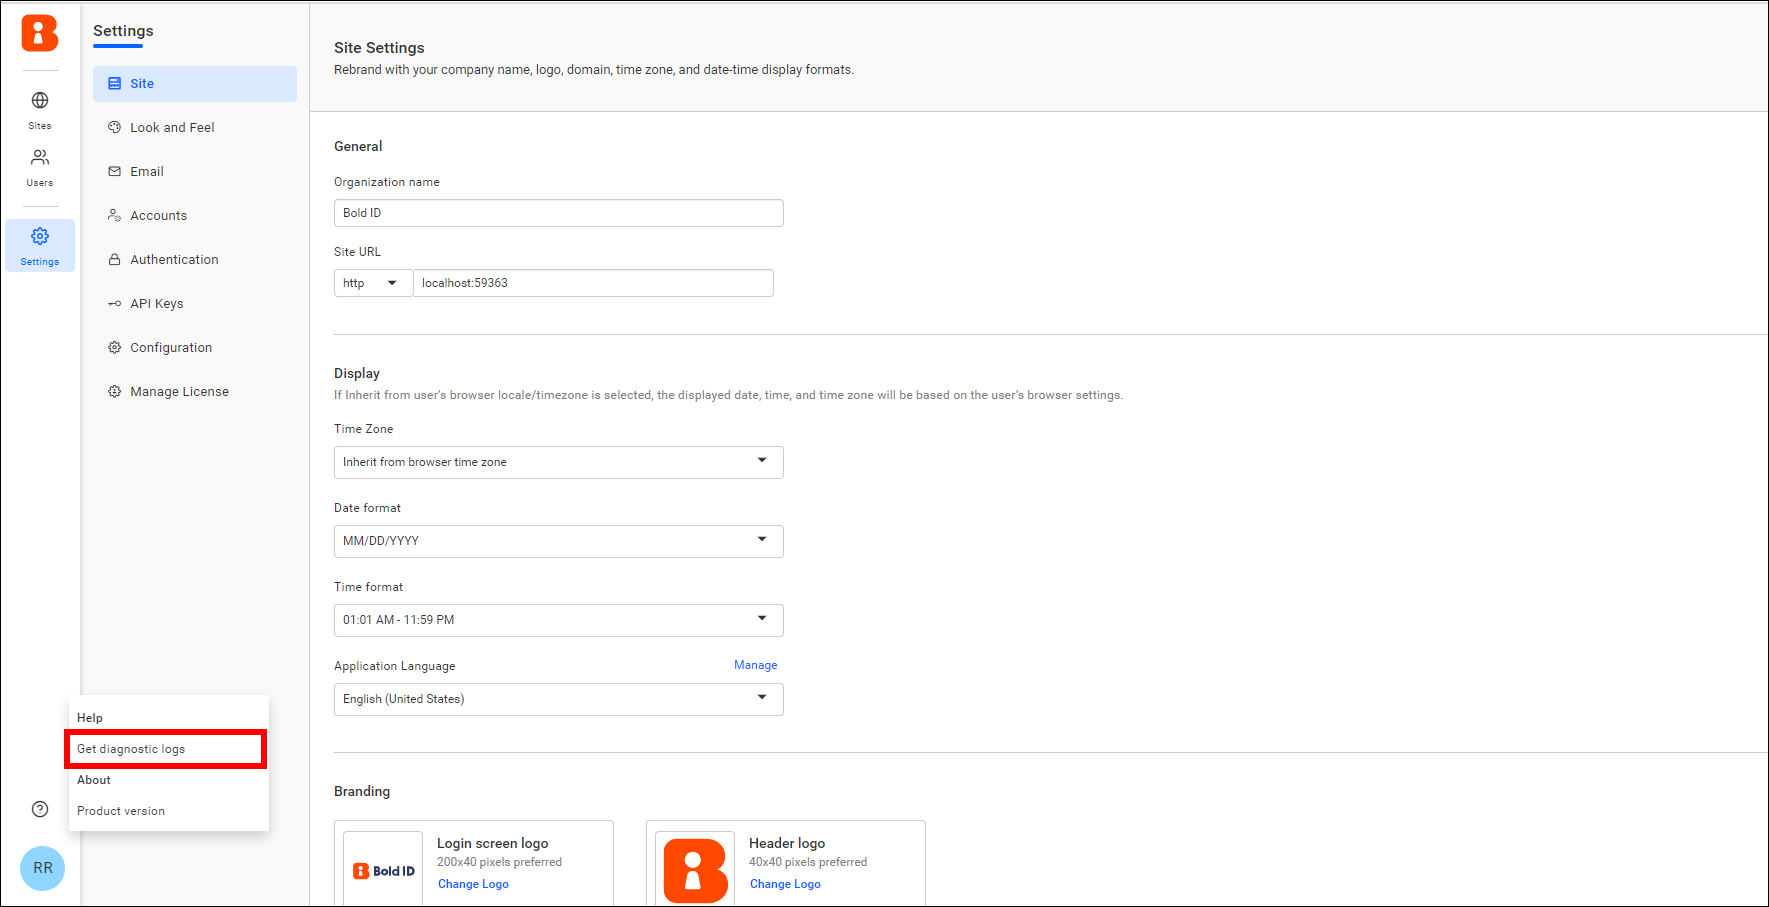 Sites
Users
Settings
Settings
Site
Look and Feel
Email
Accounts
Authentication
API Keys
Configuration
Manage License
Help
Get diagnostic logs
About
Product version
RR
Site Settings
Rebrand with your company name, logo, domain, time zone, and date-time display formats.
General
Organization name
Bold ID
Site URL
http
localhost:59363
Display
If Inherit from user's browser locale/timezone is selected, the displayed date, time, and time zone will be based on the user's browser settings.
Time Zone
Inherit from browser time zone
Date format
MM/DD/YYYY
Time format
01:01 AM - 11:59 PM
Application Language
Manage
English (United States)
Branding
Bold ID
Login screen logo
200x40 pixels preferred
Change Logo
Header logo
40x40 pixels preferred
Change Logo